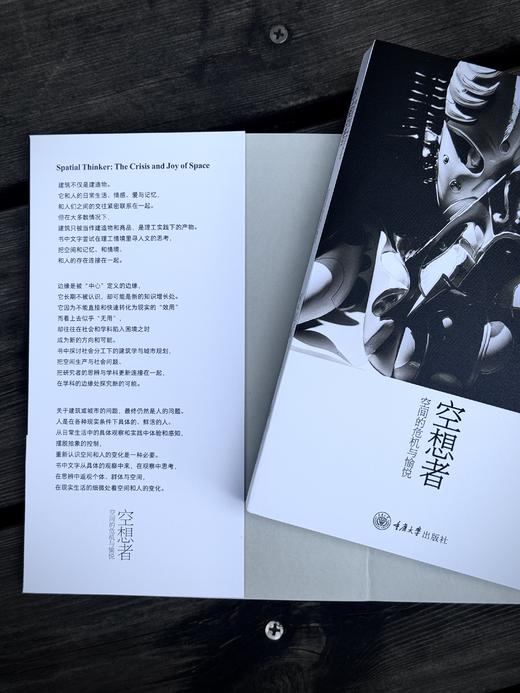 Spatial Thinker: The Crisis and Joy of Space
建筑不仅是建造物。
它和人的日常生活、情感、爱与记忆，
和人们之间的交往紧密联系在一起。
但在大多数情况下，
建筑只被当作建造物和商品，是理工实践下的产物。
书中文字尝试在理工情境里寻人文的思考，
把空间和记忆、和情境、
和人的存在连接在一起。
边缘是被“中心”定义的边缘，
它长期不被认识，却可能是新的知识增长处。
它因为不能直接和快速转化为现实的“效用”
而看上去似乎“无用”，
却往往在社会和学科陷入困境之时
成为新的方向和可能。
书中探讨社会分工下的建筑学与城市规划，
把空间生产与社会问题、
把研究者的思辨与学科更新连接在一起，
在学科的边缘处探究新的可能。
关于建筑或城市的问题，最终仍然是人的问题。
人是在各种现实条件下具体的、鲜活的人。
从日常生活中的具体观察和实践中体验和感知，
摆脱抽象的控制，
重新认识空间和人的变化是一种必要。
书中文字从具体的观察中来，在观察中思考，
在思辨中返观个体、群体与空间，
在现实生活的细微处看空间和人的变化。
空想者
空间的危机与愉悦
空想者
空间的危机与愉悦
重庆大学出版社